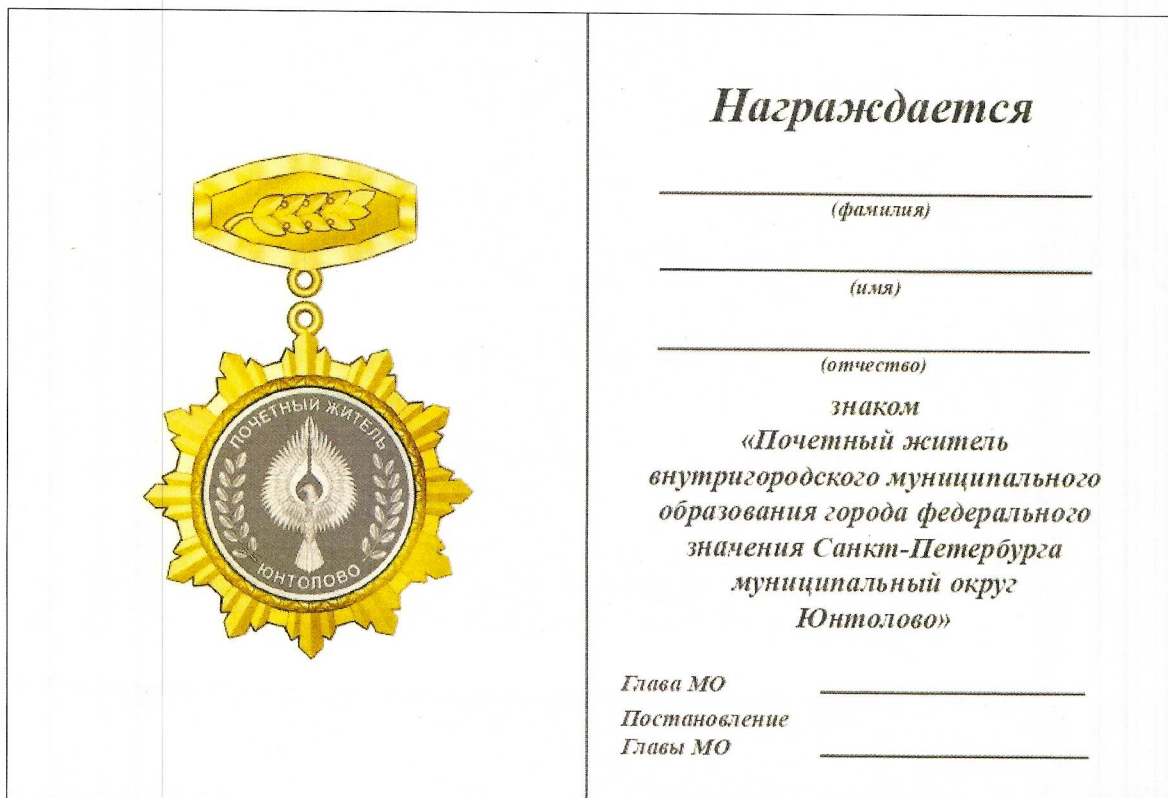 ПОЧЕТНЫЙ ЖИТЕЛЬ
ЮНТОЛОВО
Награждается
(фамилия)
(имя)
(отчество)
знаком
«Почетный житель
внутригородского муниципального
образования города федерального
значения Санкт-Петербурга
муниципальный округ
Юнтолово»
Глава МО
Постановление
Главы МО